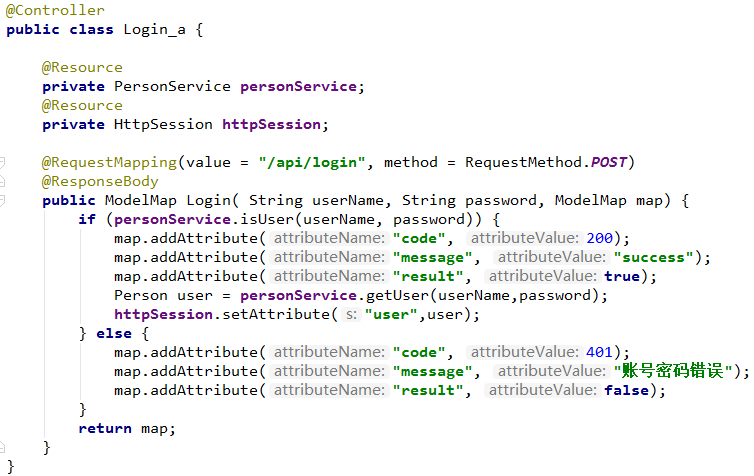 @Controller
public class Login_a {
@Resource
private PersonService personService;
@Resource
private HttpSession httpSession;
@RequestMapping(value = "/api/login", method = RequestMethod.POST)
@ResponseBody
public ModelMap Login( String userName, String password, ModelMap map) {
if (personService.isUser(userName, password)) {
map.addAttribute( attributeName: "code", attributeValue: 200);
map.addAttribute( attributeName: "message", attributeValue: "success");
map.addAttribute( attributeName: "result", attributeValue: true);
Person user = personService.getUser(userName,password);
httpSession.setAttribute( s: "user",user);
} else {
map.addAttribute( attributeName: "code", attributeValue: 401);
map.addAttribute( attributeName: "message", attributeValue: "账号密码错误");
map.addAttribute( attributeName: "result", attributeValue: false);
}
return map;
}
}